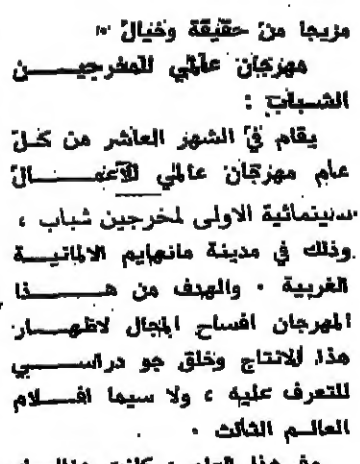 مزيجا من حقيقة وخيال "
مهرجان عالمي للمخرجين
الشباب :
يقام في الشهر العاشر من كل
عام مهرجان عالمي للأعمال
سينمائية الاولى لمخرجين شباب ،
وذلك في مدينة مانهايم الالمانية
الغربية . والهدف من هذا
المهرجان افساح المجال لاظهار
هذا الانتاج وخلق جو دراسي
للتعرف عليه ، ولا سيما افلام
العالم الثالث .